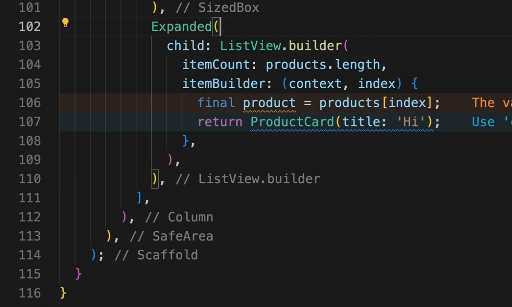 101 ), // SizedBox
102 Expanded(
103 child: ListView.builder(
104 itemCount: products.length,
105 itemBuilder: (context, index) {
106 final product = products[index]; The
107 return ProductCard(title: 'Hi'); Use '
108 },
109 ),
110 ), // ListView.builder
111 ],
112 ), // Column
113 ), // SafeArea
114 ); // Scaffold
115 }
116 }